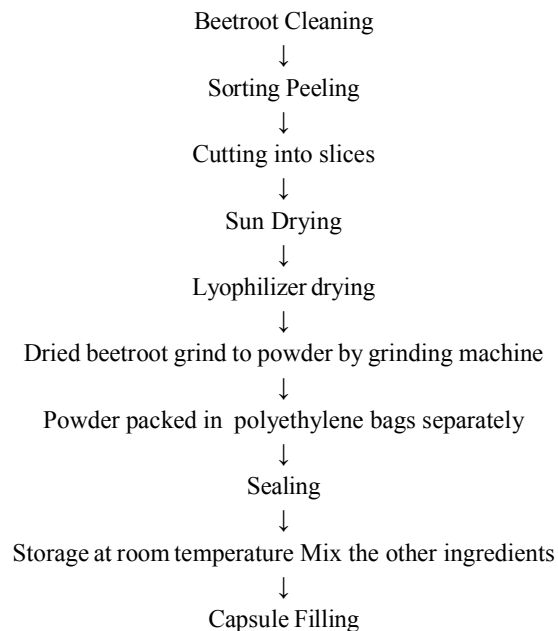 Beetroot Cleaning
↓
Sorting Peeling
↓
Cutting into slices
↓
Sun Drying
↓
Lyophilizer drying
↓
Dried beetroot grind to powder by grinding machine
↓
Powder packed in polyethylene bags separately
↓
Sealing
↓
Storage at room temperature Mix the other ingredients
↓
Capsule Filling